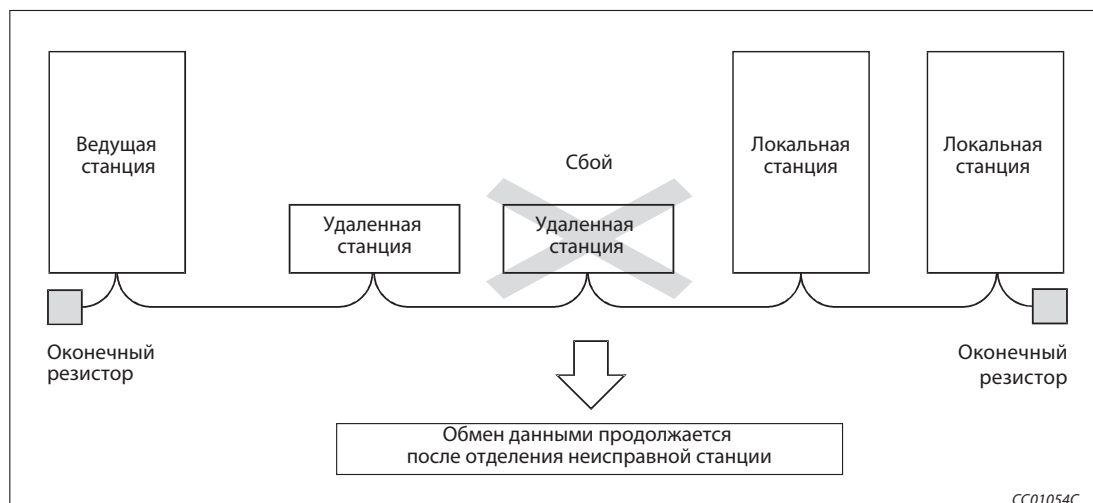 Ведущая
станция
Сбой
Локальная
станция
Локальная
станция
Удаленная
станция
Удаленная
станция
Оконечный
резистор
Оконечный
резистор
Обмен данными продолжается
после отделения неисправной станции
CC01054C